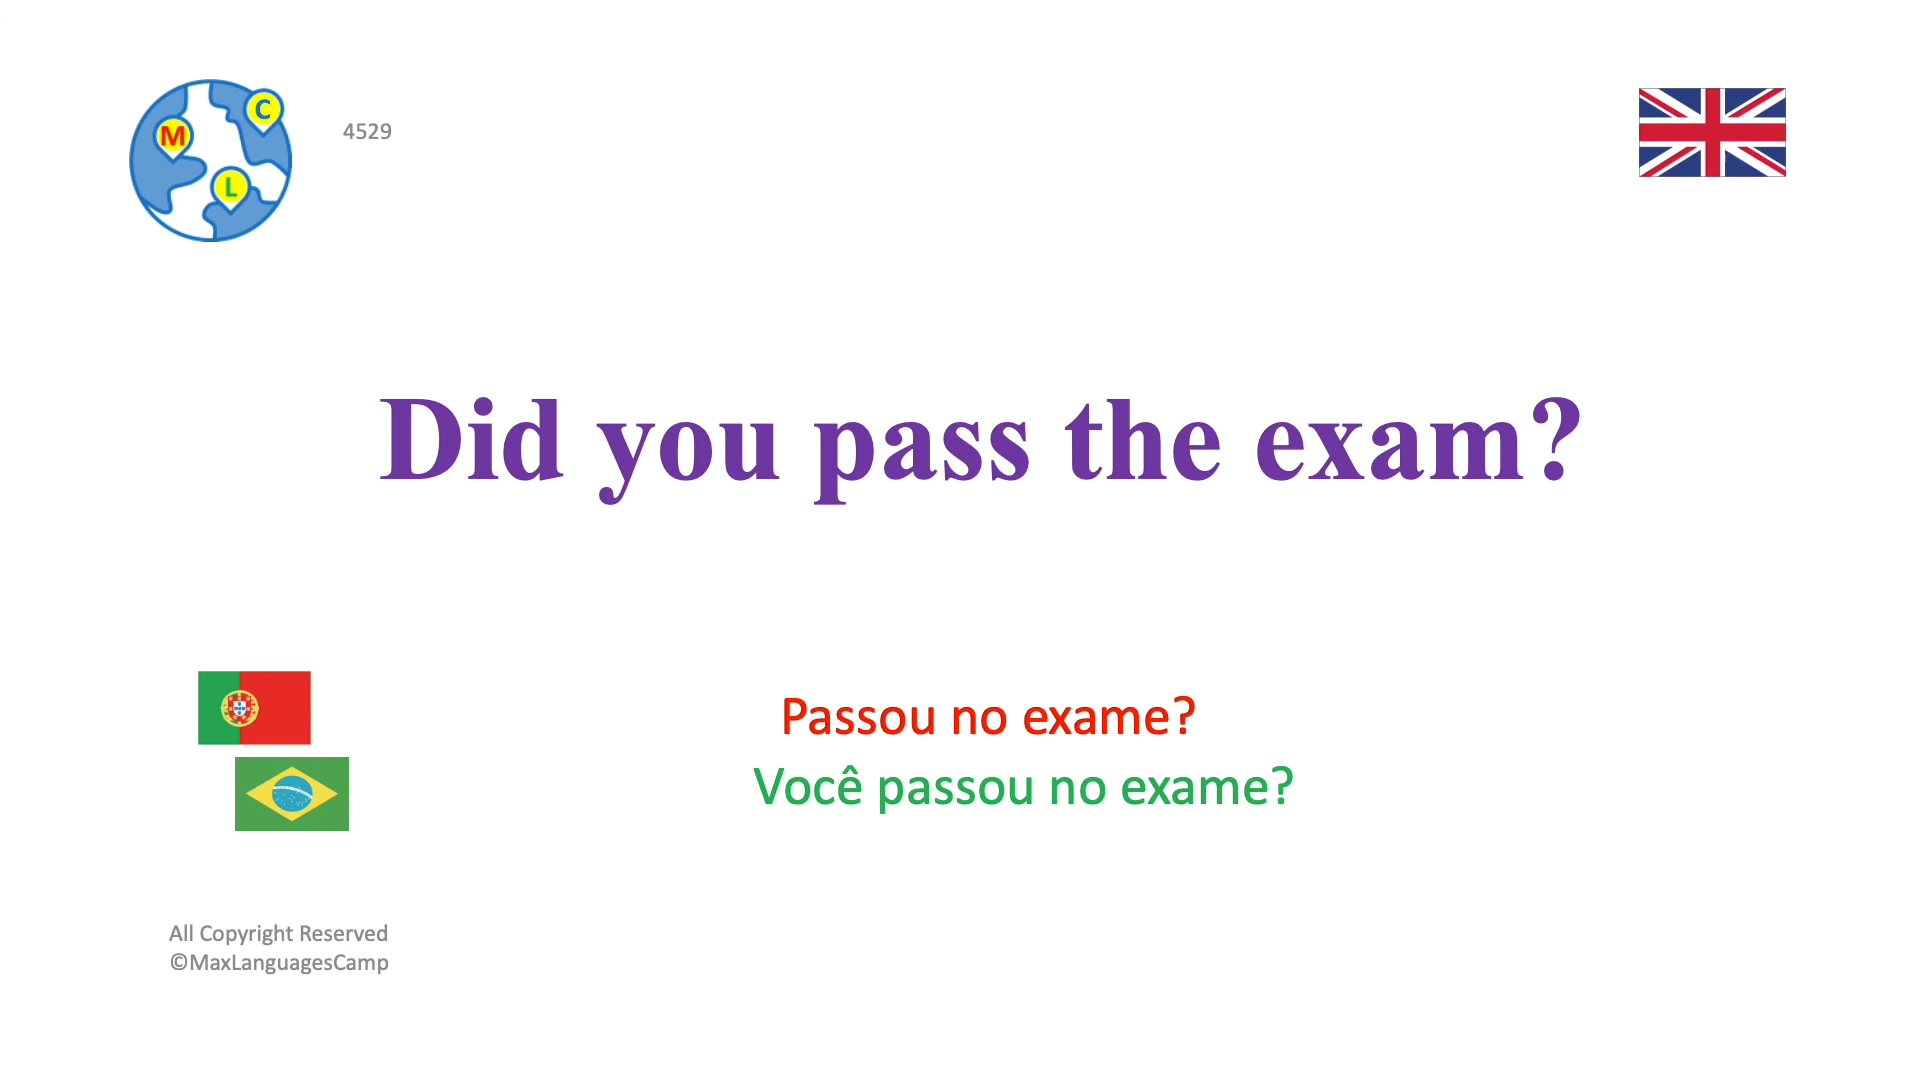 M
C
L
4529
Did you pass the exam?
Passou no exame?
Você passou no exame?
All Copyright Reserved
©MaxLanguagesCamp